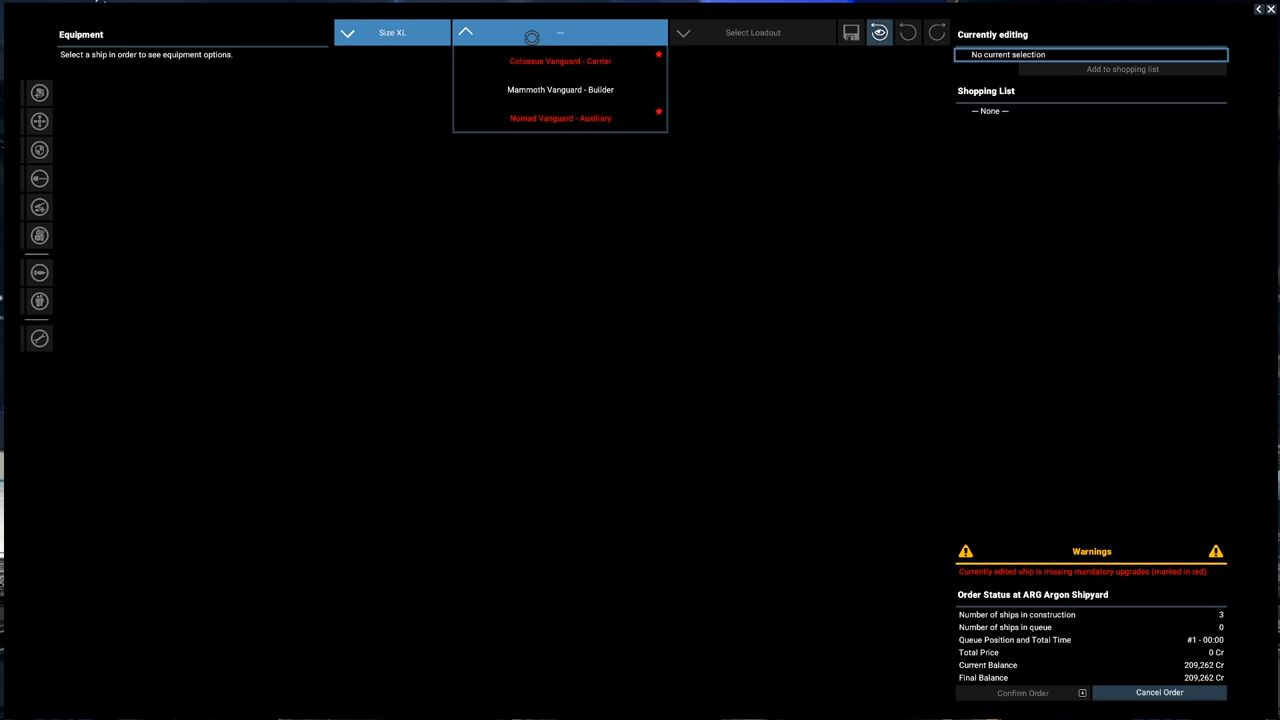 Equipment
Select a ship in order to see equipment options.
Size XL
---
Select Loadout
Colossus Vanguard - Carrier
Mammoth Vanguard - Builder
Nomad Vanguard - Auxiliary
Currently editing
No current selection
Add to shopping list
Shopping List
--- None ---
Warnings
Currently edited ship is missing mandatory upgrades (marked in red).
Order Status at ARG Argon Shipyard
Number of ships in construction 3
Number of ships in queue 0
Queue Position and Total Time #1 - 00:00
Total Price 0 Cr
Current Balance 209,262 Cr
Final Balance 209,262 Cr
Confirm Order
Cancel Order